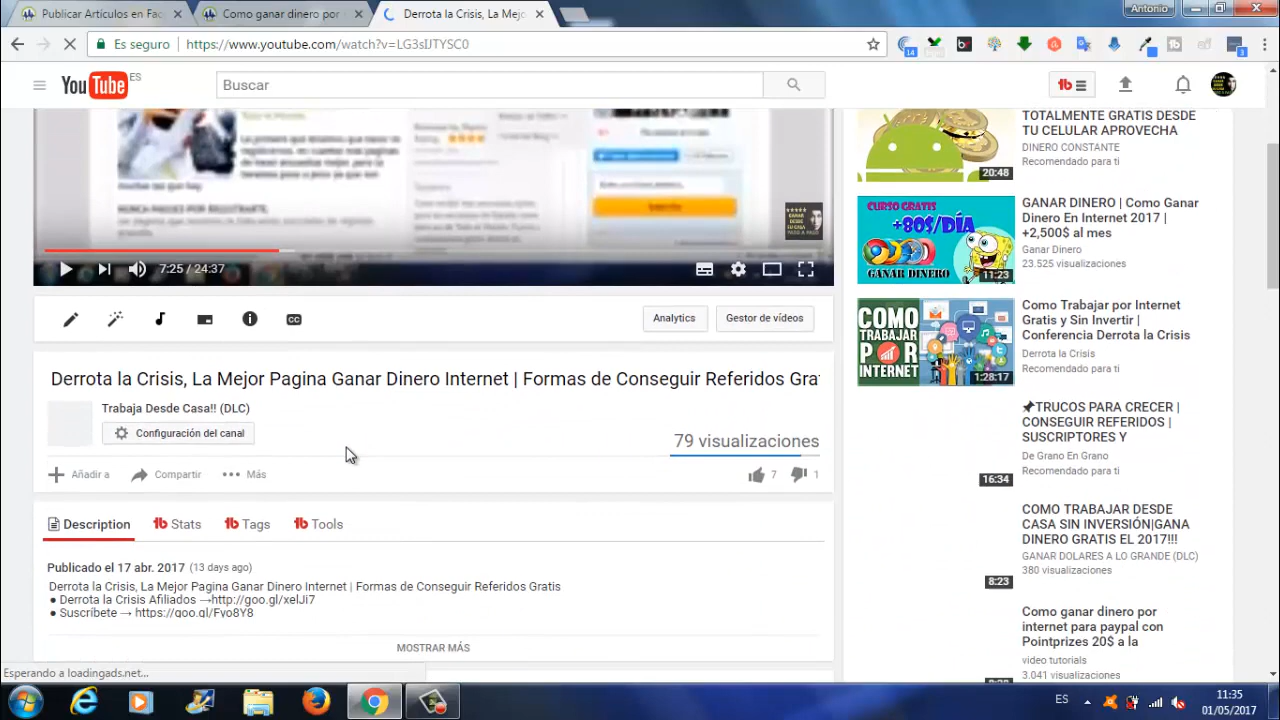 Publicar Artículos en Fac
Como ganar dinero por
Derrota la Crisis, La Mejo
Antonio
Es seguro
https://www.youtube.com/watch?v=LG3sIJTYSC0
14
3
YouTube ES
Buscar
7:25 / 24:37
Analytics
Gestor de vídeos
Derrota la Crisis, La Mejor Pagina Ganar Dinero Internet | Formas de Conseguir Referidos Gra
Trabaja Desde Casa!! (DLC)
Configuración del canal
79 visualizaciones
Añadir a
Compartir
Más
7
1
Description
Stats
Tags
Tools
Publicado el 17 abr. 2017 (13 days ago)
Derrota la Crisis, La Mejor Pagina Ganar Dinero Internet | Formas de Conseguir Referidos Gratis
● Derrota la Crisis Afiliados →http://goo.gl/xelJi7
● Suscríbete → https://goo.gl/Fyo8Y8
MOSTRAR MÁS
TOTALMENTE GRATIS DESDE
TU CELULAR APROVECHA
DINERO CONSTANTE
Recomendado para ti
20:48
CURSO GRATIS
+80$/DÍA
GANAR DINERO
11:23
GANAR DINERO | Como Ganar
Dinero En Internet 2017 |
+2,500$ al mes
Ganar Dinero
23.525 visualizaciones
COMO
TRABAJAR
POR
INTERNET
1:28:17
Como Trabajar por Internet
Gratis y Sin Invertir |
Conferencia Derrota la Crisis
Derrota la Crisis
Recomendado para ti
📌TRUCOS PARA CRECER |
CONSEGUIR REFERIDOS |
SUSCRIPTORES Y
De Grano En Grano
Recomendado para ti
16:34
COMO TRABAJAR DESDE
CASA SIN INVERSIÓN|GANA
DINERO GRATIS EL 2017!!!
GANAR DOLARES A LO GRANDE (DLC)
380 visualizaciones
8:23
Como ganar dinero por
internet para paypal con
Pointprizes 20$ a la
video tutorials
3.041 visualizaciones
Esperando a loadingads.net...
ES
11:35
01/05/2017